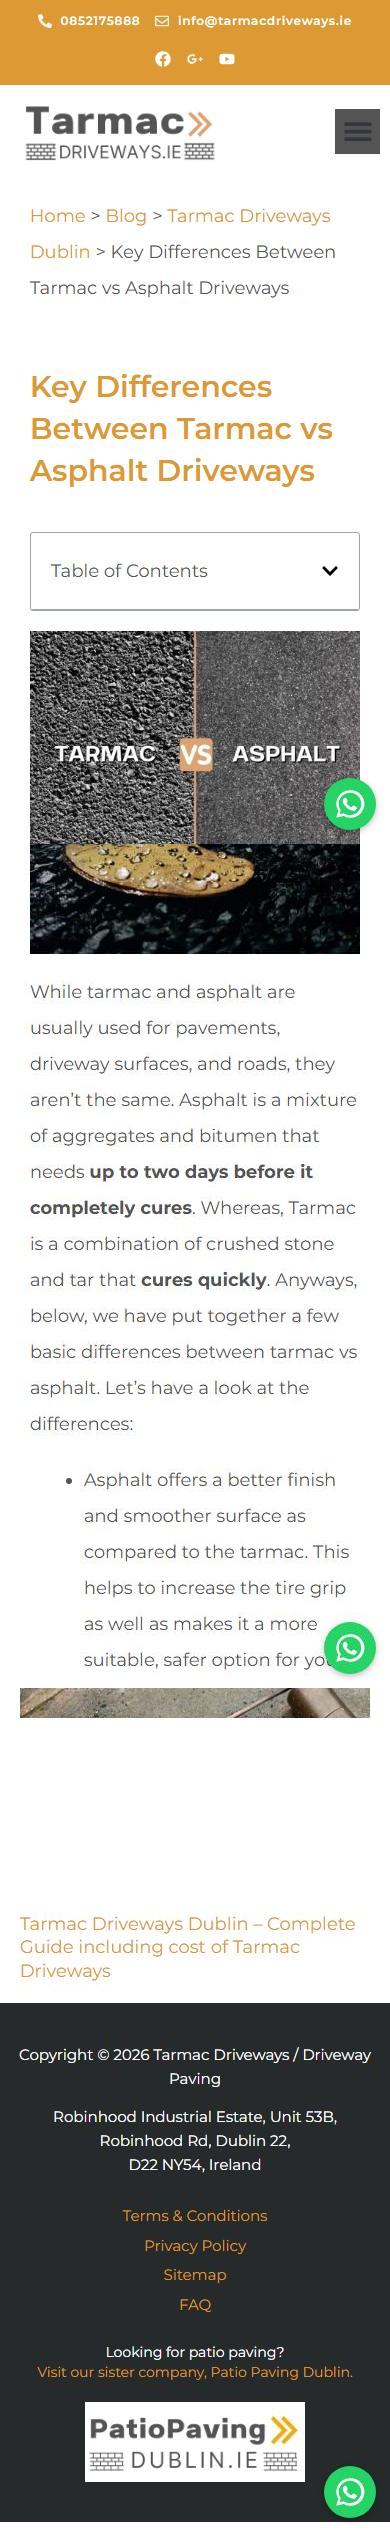 0852175888 info@tarmacdriveways.ie
Tarmac
DRIVEWAYS.IE
Home > Blog > Tarmac Driveways
Dublin > Key Differences Between
Tarmac vs Asphalt Driveways
Key Differences
Between Tarmac vs
Asphalt Driveways
Table of Contents
TARMAC VS ASPHALT
While tarmac and asphalt are
usually used for pavements,
driveway surfaces, and roads, they
aren’t the same. Asphalt is a mixture
of aggregates and bitumen that
needs up to two days before it
completely cures. Whereas, Tarmac
is a combination of crushed stone
and tar that cures quickly. Anyways,
below, we have put together a few
basic differences between tarmac vs
asphalt. Let’s have a look at the
differences:
• Asphalt offers a better finish
and smoother surface as
compared to the tarmac. This
helps to increase the tire grip
as well as makes it a more
suitable, safer option for
Tarmac Driveways Dublin – Complete
Guide including cost of Tarmac
Driveways
Copyright © 2026 Tarmac Driveways / Driveway
Paving
Robinhood Industrial Estate, Unit 53B,
Robinhood Rd, Dublin 22,
D22 NY54, Ireland
Terms & Conditions
Privacy Policy
Sitemap
FAQ
Looking for patio paving?
Visit our sister company, Patio Paving Dublin.
PatioPaving
DUBLIN.IE